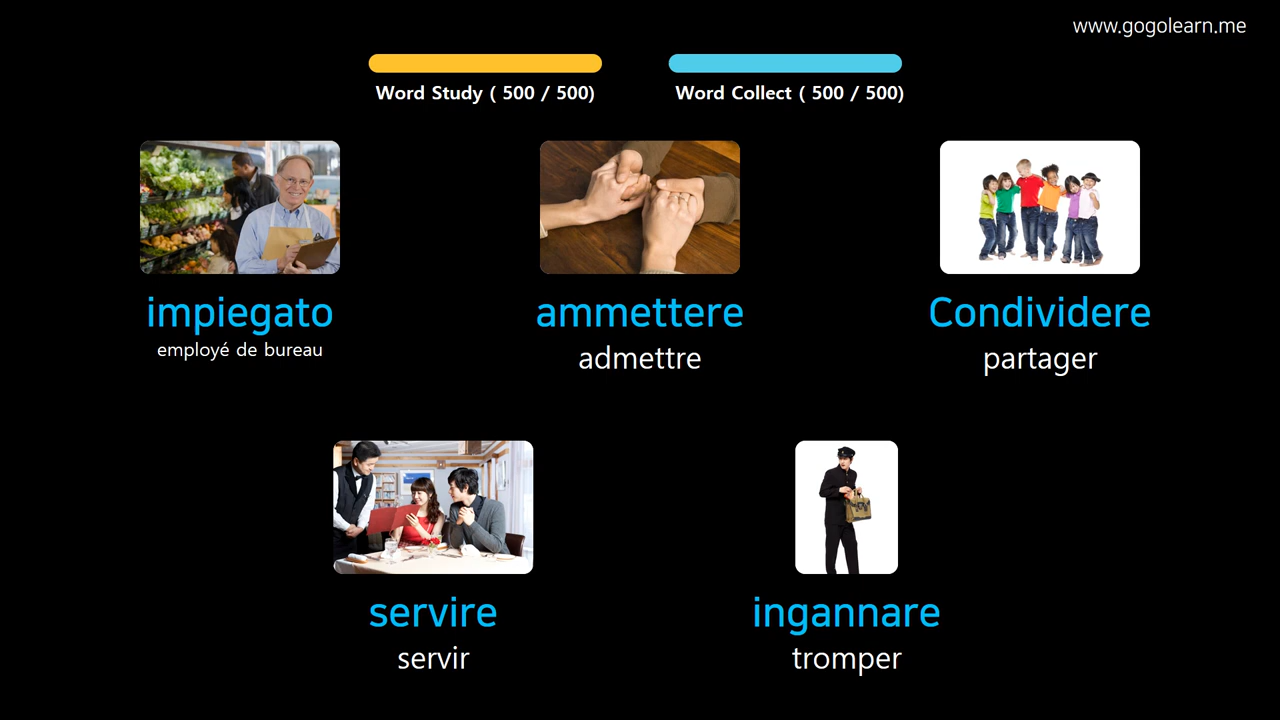 www.gogolearn.me
Word Study ( 500 / 500)
Word Collect ( 500 / 500)
impiegato
employé de bureau
ammettere
admettre
Condividere
partager
servire
servir
ingannare
tromper